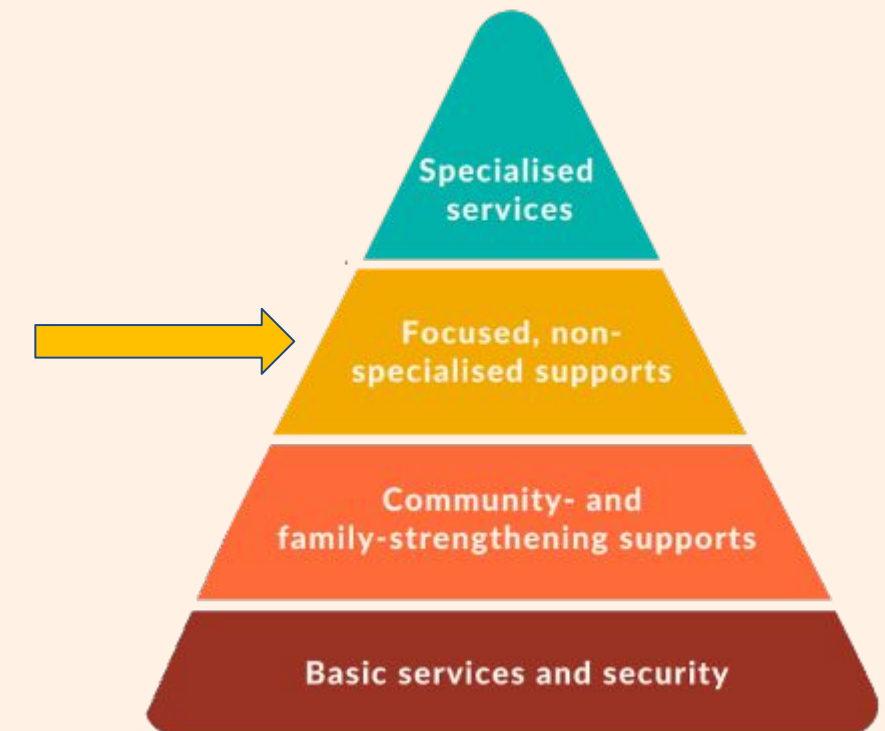 Specialised
services
Focused, non-
specialised supports
Community- and
family-strengthening supports
Basic services and security